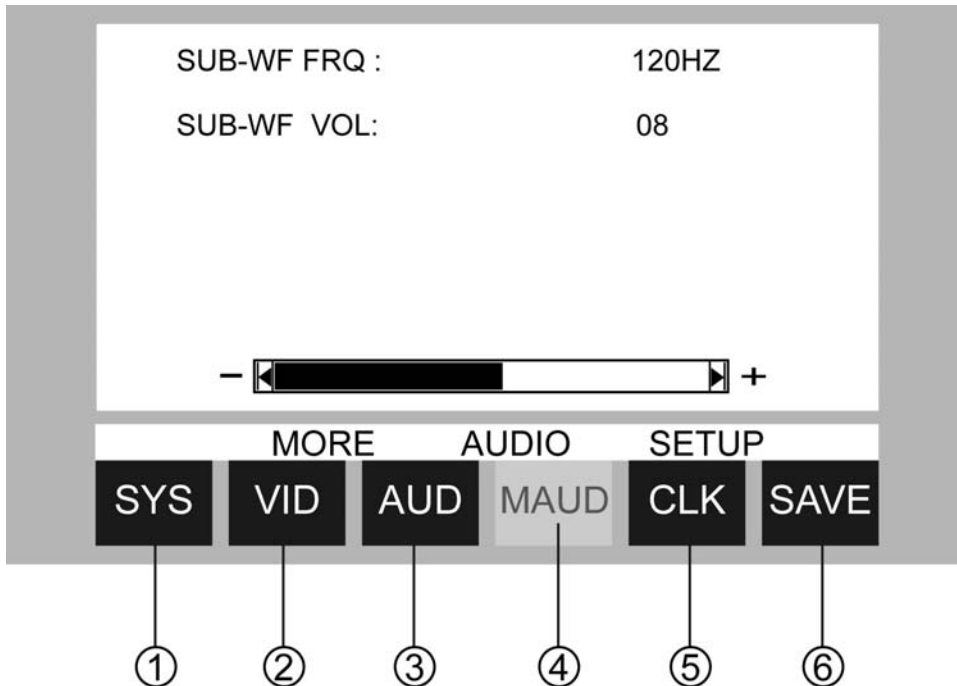 SUB-WF FRQ : 120HZ
SUB-WF VOL: 08
− +
MORE AUDIO SETUP
SYS VID AUD MAUD CLK SAVE
① ② ③ ④ ⑤ ⑥